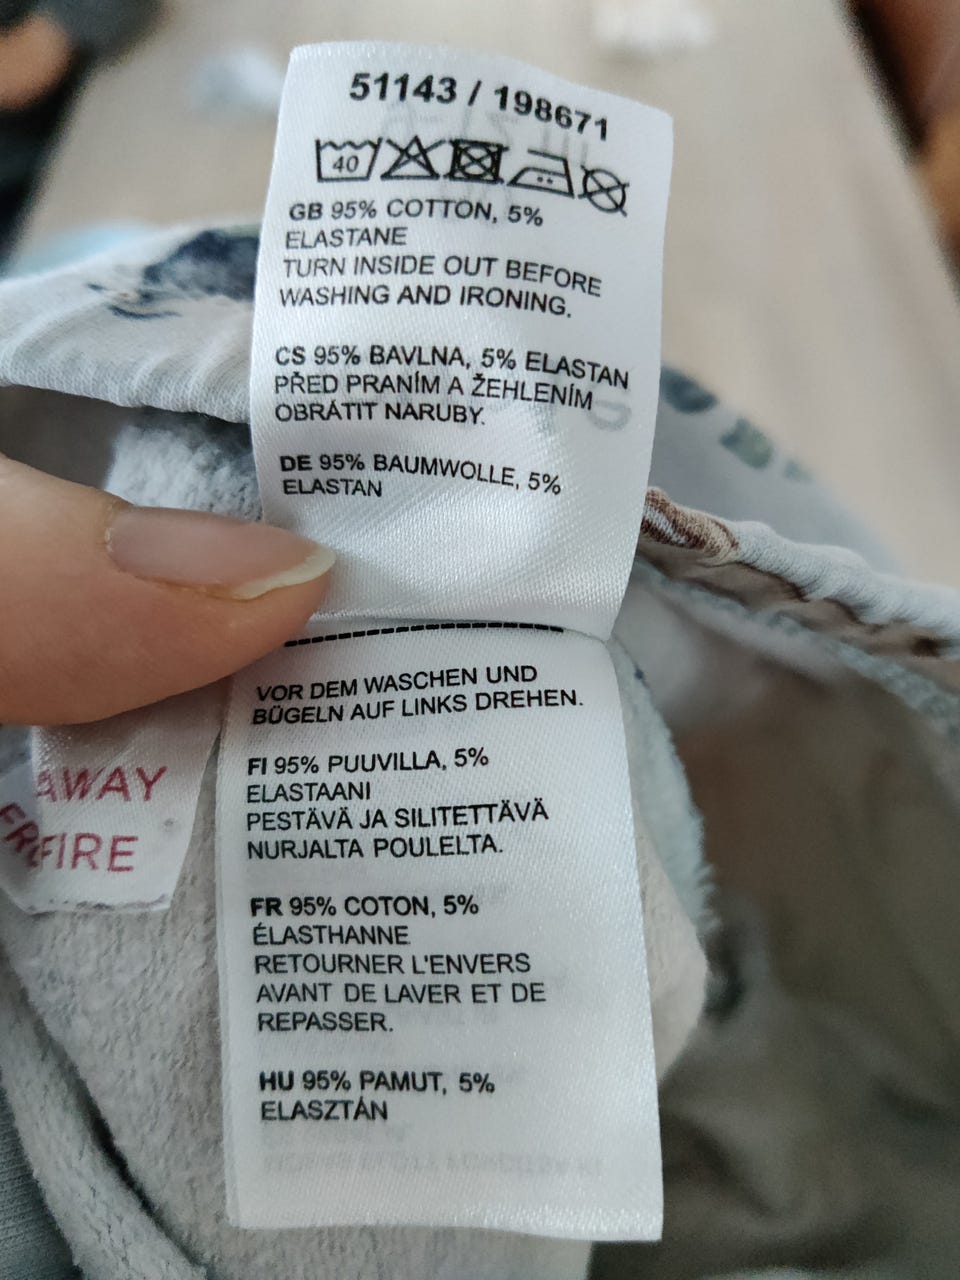 51143 / 198671
40
GB 95% COTTON, 5%
ELASTANE
TURN INSIDE OUT BEFORE
WASHING AND IRONING.
CS 95% BAVLNA, 5% ELASTAN
PŘED PRANÍM A ŽEHLENÍM
OBRÁTIT NARUBY.
DE 95% BAUMWOLLE, 5%
ELASTAN
VOR DEM WASCHEN UND
BÜGELN AUF LINKS DREHEN.
FI 95% PUUVILLA, 5%
ELASTAANI
PESTÄVÄ JA SILITETTÄVÄ
NURJALTA POULELTA.
FR 95% COTON, 5%
ÉLASTHANNE
RETOURNER L'ENVERS
AVANT DE LAVER ET DE
REPASSER.
HU 95% PAMUT, 5%
ELASZTÁN
AWAY
FIRE